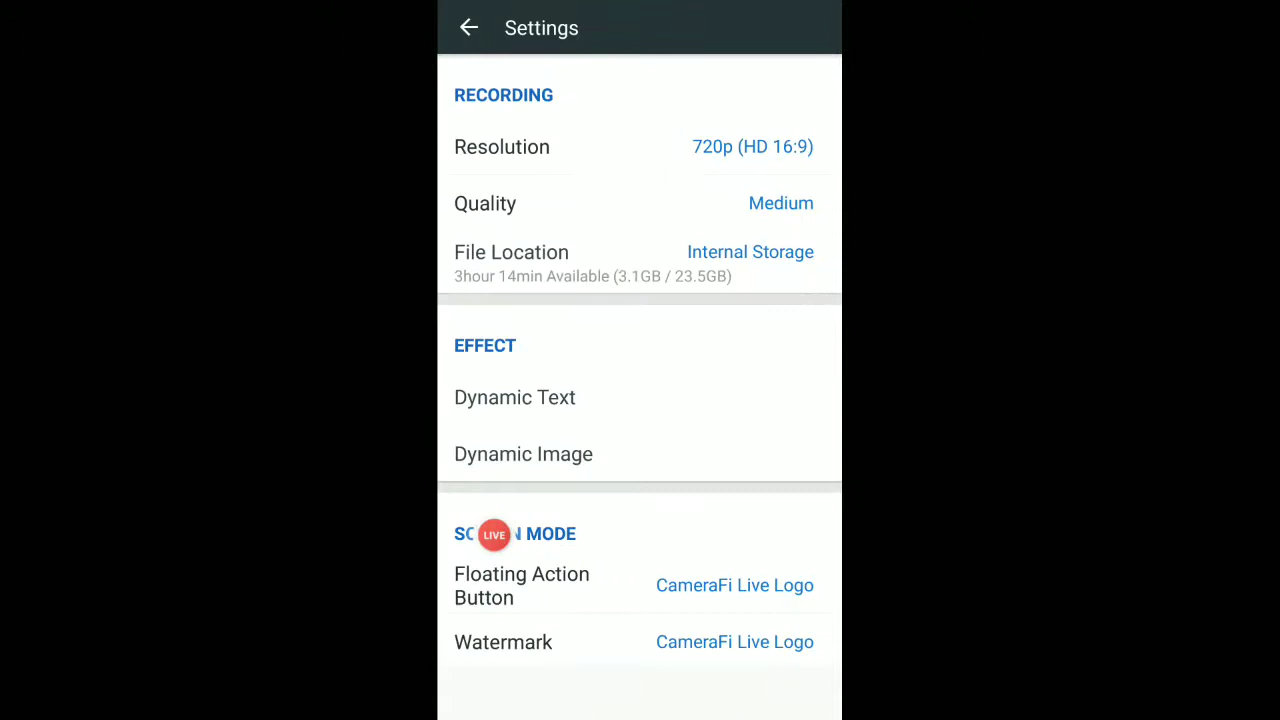 Settings
RECORDING
Resolution 720p (HD 16:9)
Quality Medium
File Location Internal Storage
3hour 14min Available (3.1GB / 23.5GB)
EFFECT
Dynamic Text
Dynamic Image
LIVE MODE
Floating Action
Button CameraFi Live Logo
Watermark CameraFi Live Logo